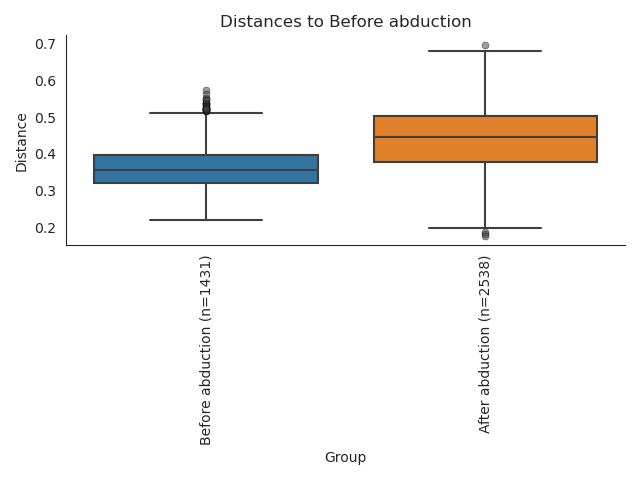 Distances to Before abduction
Distance
0.7
0.6
0.5
0.4
0.3
0.2
Before abduction (n=1431)
After abduction (n=2538)
Group